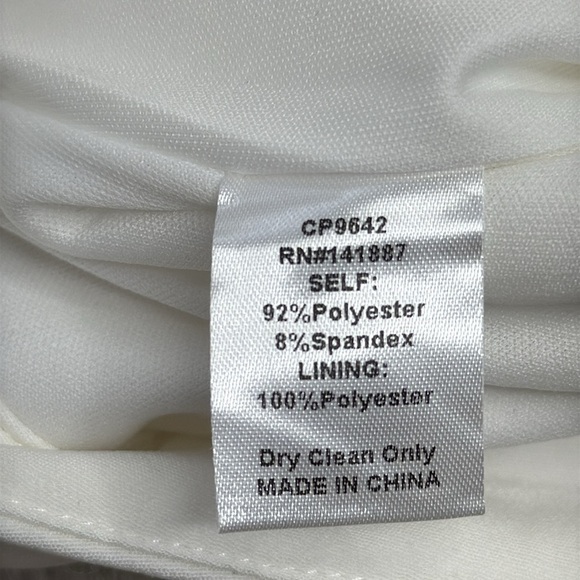 CP9642
RN#141887
SELF:
92%Polyester
8%Spandex
LINING:
100%Polyester
Dry Clean Only
MADE IN CHINA